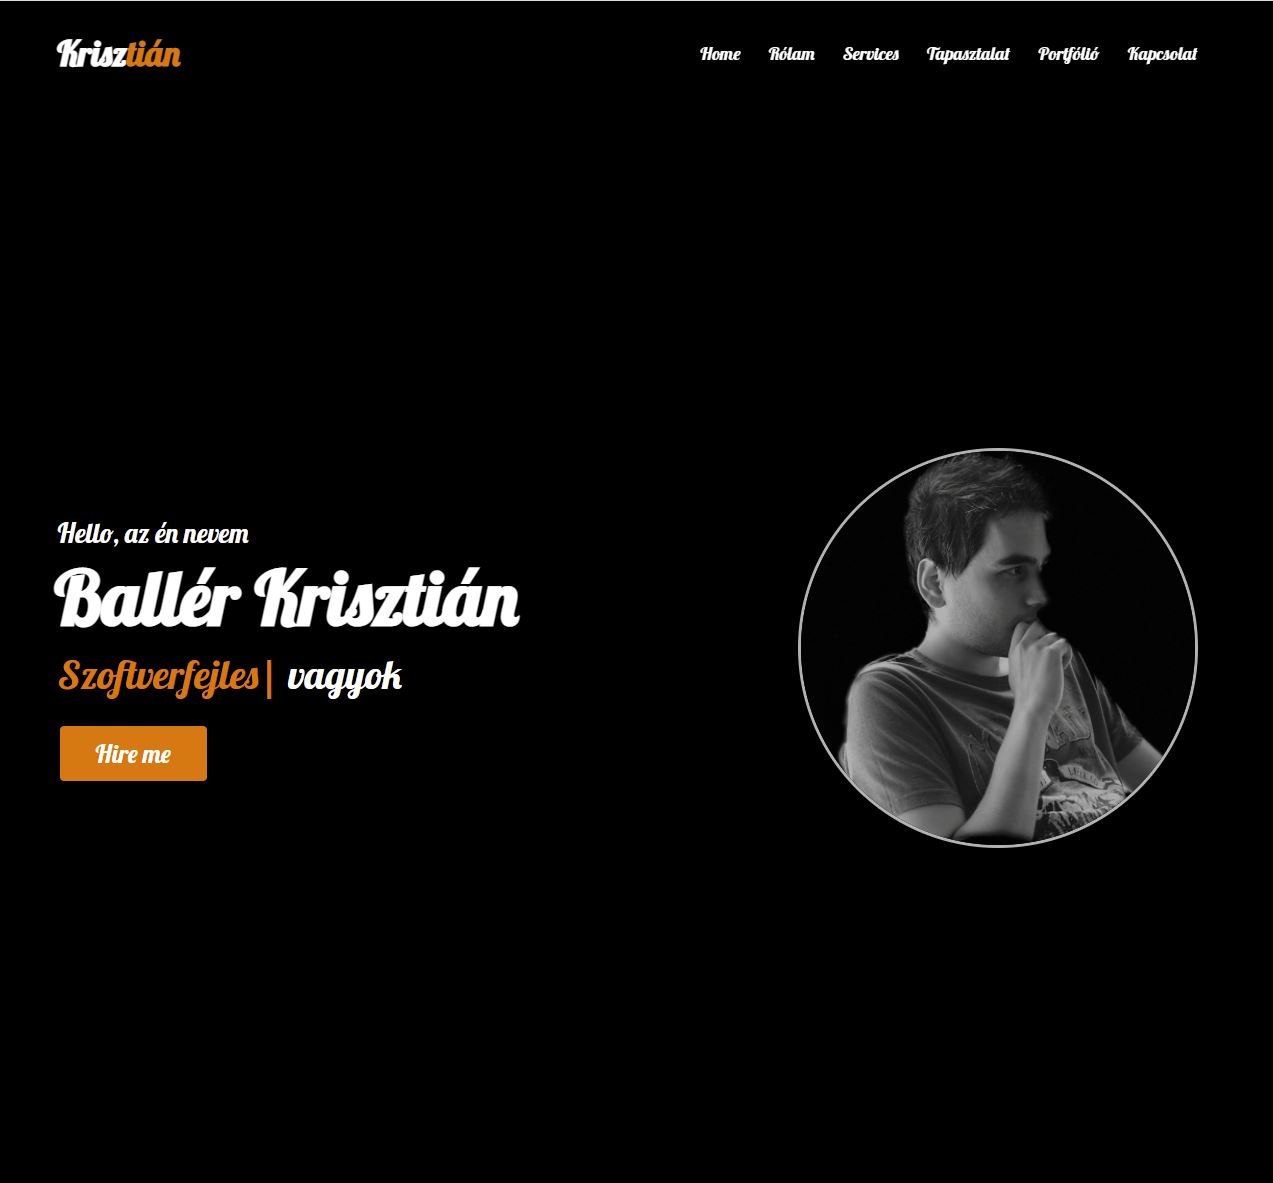 Krisztián
Home Rólam Services Tapasztalat Portfólió Kapcsolat
Hello, az én nevem
Ballér Krisztián
Szoftverfejles| vagyok
Hire me